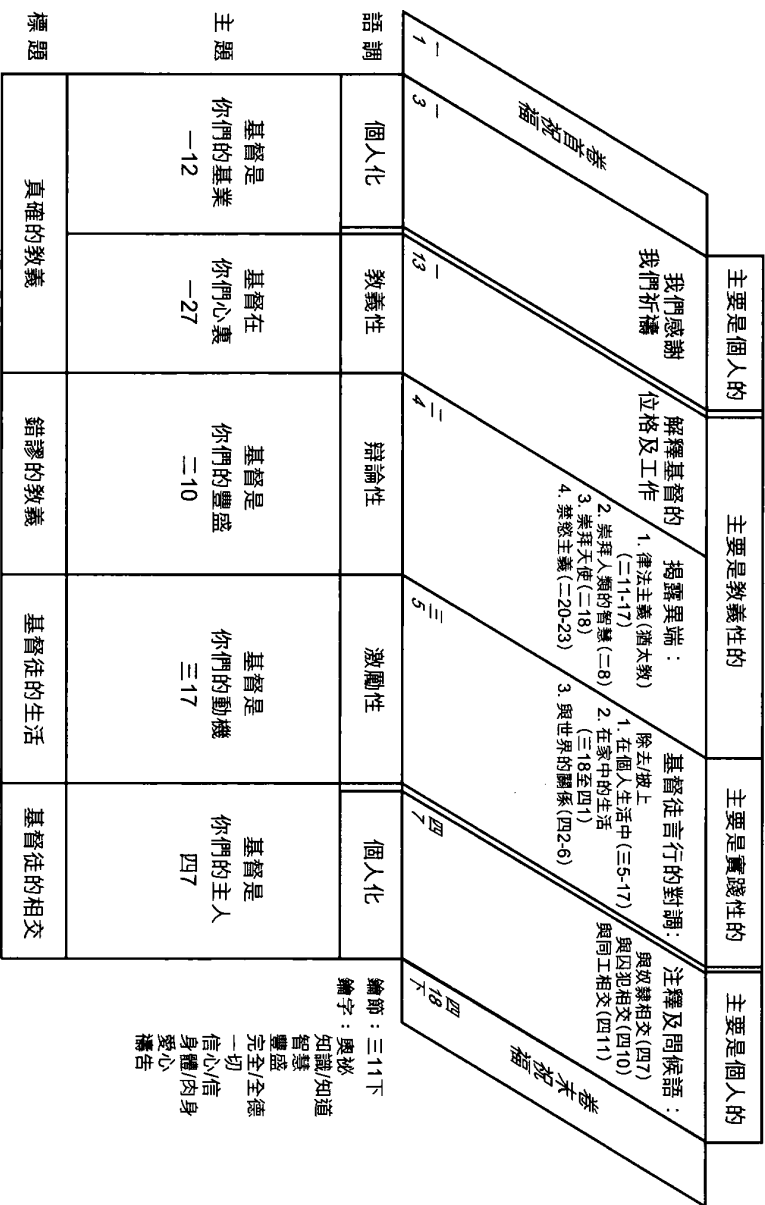 主要是個人的
主要是教義性的
主要是實踐性的
主要是個人的
卷首祝福
我們感謝
我們祈禱
解釋基督的
位格及工作
揭露異端：
1. 律法主義(猶太教)
(二11-17)
2. 崇拜人類的智慧(二8)
3. 崇拜天使(二18)
4. 禁慾主義(二20-23)
基督徒言行的對調:
除去/披上
1. 在個人生活中(三5-17)
2. 在家中的生活
(三18至四1)
3. 與世界的關係(四2-6)
注釋及問候語：
與奴隸相交(四7)
與囚犯相交(四10)
與同工相交(四11)
卷末祝福
一1
一3
一13
二4
三5
四7
四18下
語調
個人化
教義性
辯論性
激勵性
個人化
主題
基督是
你們的基業
一12
基督在
你們心裏
一27
基督是
你們的豐盛
二10
基督是
你們的動機
三17
基督是
你們的主人
四7
標題
真確的教義
錯謬的教義
基督徒的生活
基督徒的相交
鑰節：三11下
鑰字：奧祕
知識/知道
智慧
豐盛
完全/全德
一切
信心/信
身體/肉身
愛心
禱告